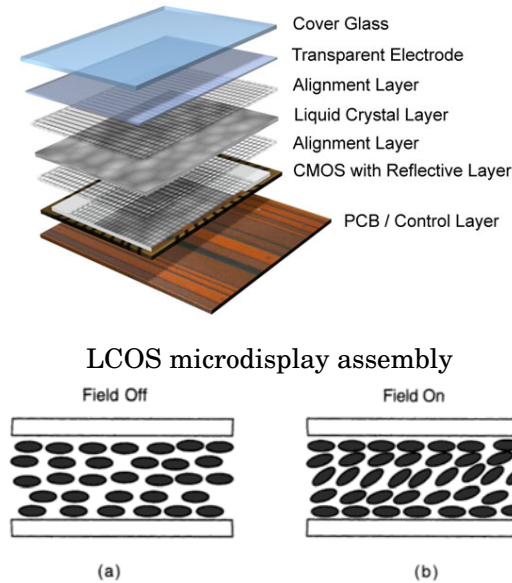 Cover Glass
Transparent Electrode
Alignment Layer
Liquid Crystal Layer
Alignment Layer
CMOS with Reflective Layer
PCB / Control Layer
LCOS microdisplay assembly
Field Off
Field On
(a)
(b)